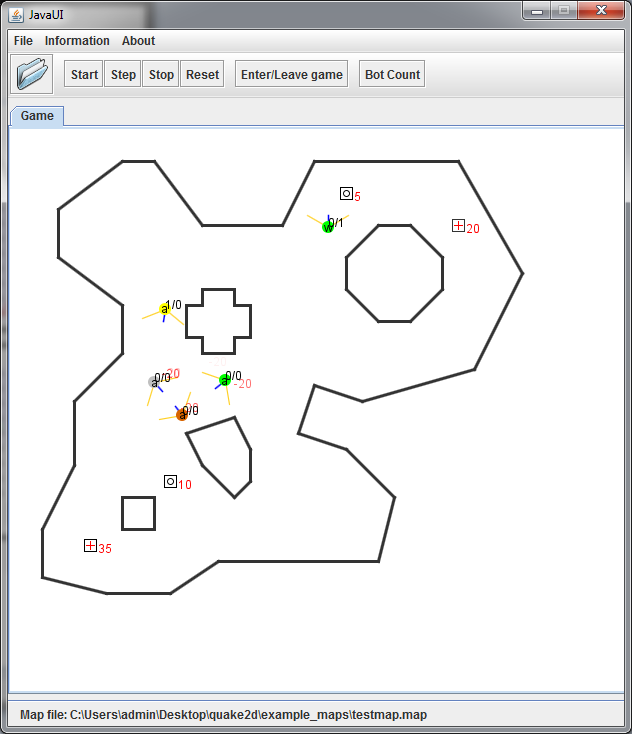 JavaUI
File Information About
Start Step Stop Reset Enter/Leave game Bot Count
Game
5
0/1
w
20
1/0
a
0/0
20
a
0/0
-20
a
0/0
a
10
35
Map file: C:\Users\admin\Desktop\quake2d\example_maps\testmap.map